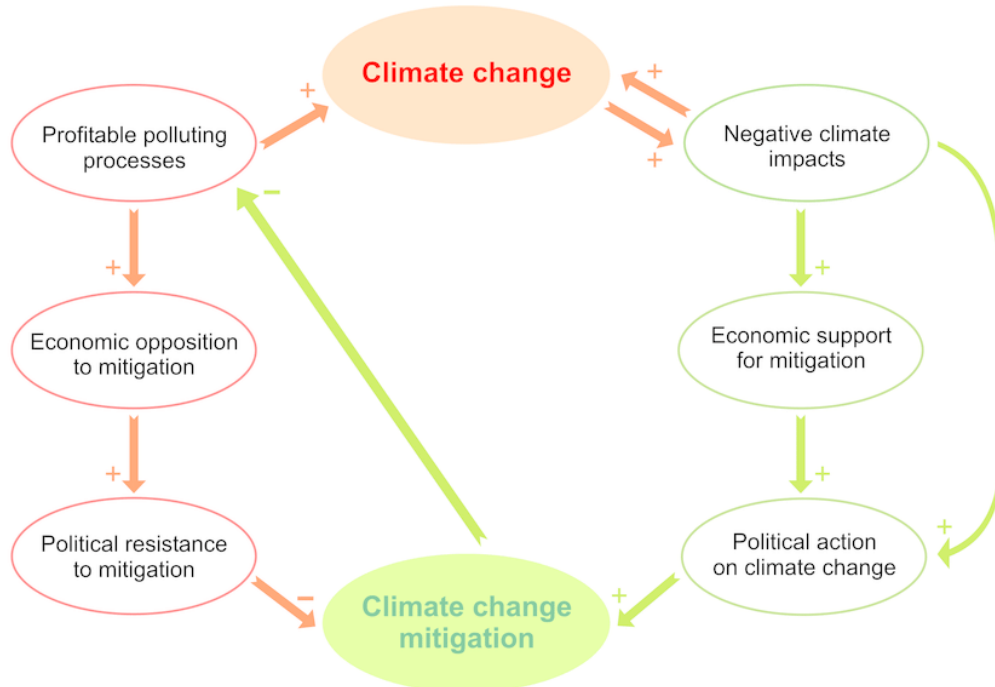 Climate change
+
+
+
Profitable polluting
processes
Negative climate
impacts
–
+
+
Economic opposition
to mitigation
Economic support
for mitigation
+
+
Political resistance
to mitigation
Political action
on climate change
+
–
+
Climate change
mitigation